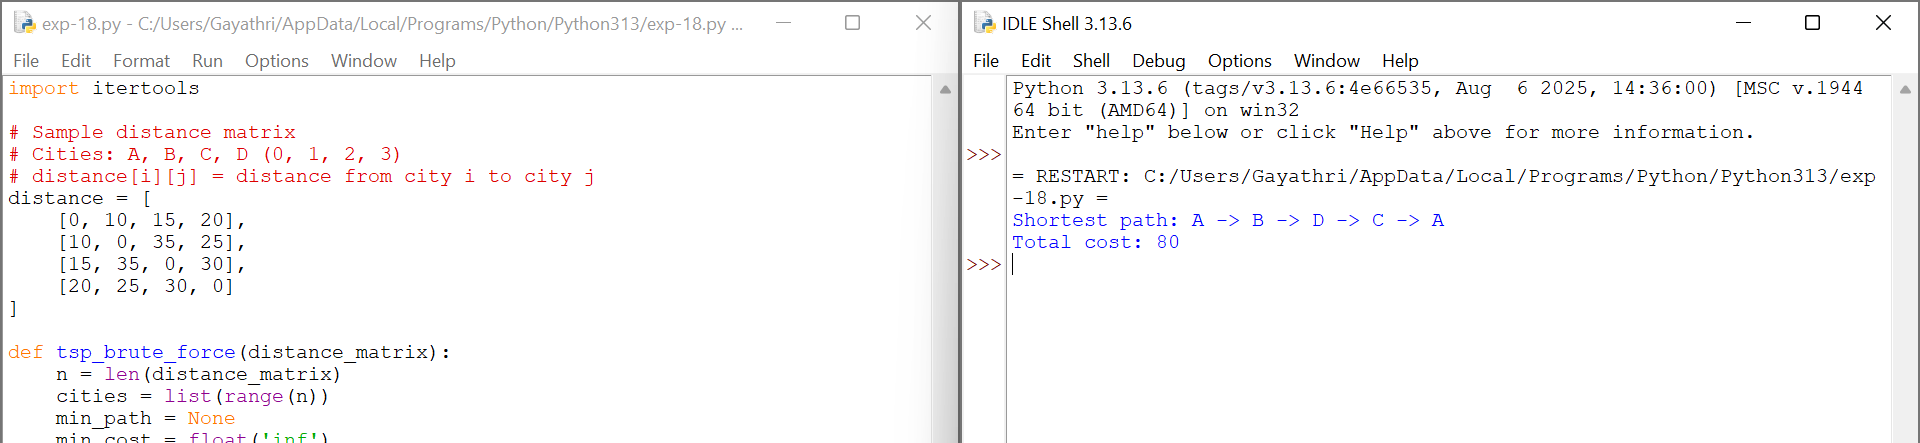 exp-18.py - C:/Users/Gayathri/AppData/Local/Programs/Python/Python313/exp-18.py ...
File Edit Format Run Options Window Help
import itertools
# Sample distance matrix
# Cities: A, B, C, D (0, 1, 2, 3)
# distance[i][j] = distance from city i to city j
distance = [
    [0, 10, 15, 20],
    [10, 0, 35, 25],
    [15, 35, 0, 30],
    [20, 25, 30, 0]
]
def tsp_brute_force(distance_matrix):
    n = len(distance_matrix)
    cities = list(range(n))
    min_path = None
    min_cost = float('inf')
IDLE Shell 3.13.6
File Edit Shell Debug Options Window Help
Python 3.13.6 (tags/v3.13.6:4e66535, Aug  6 2025, 14:36:00) [MSC v.1944
64 bit (AMD64)] on win32
Enter "help" below or click "Help" above for more information.
>>>
= RESTART: C:/Users/Gayathri/AppData/Local/Programs/Python/Python313/exp
-18.py =
Shortest path: A -> B -> D -> C -> A
Total cost: 80
>>>